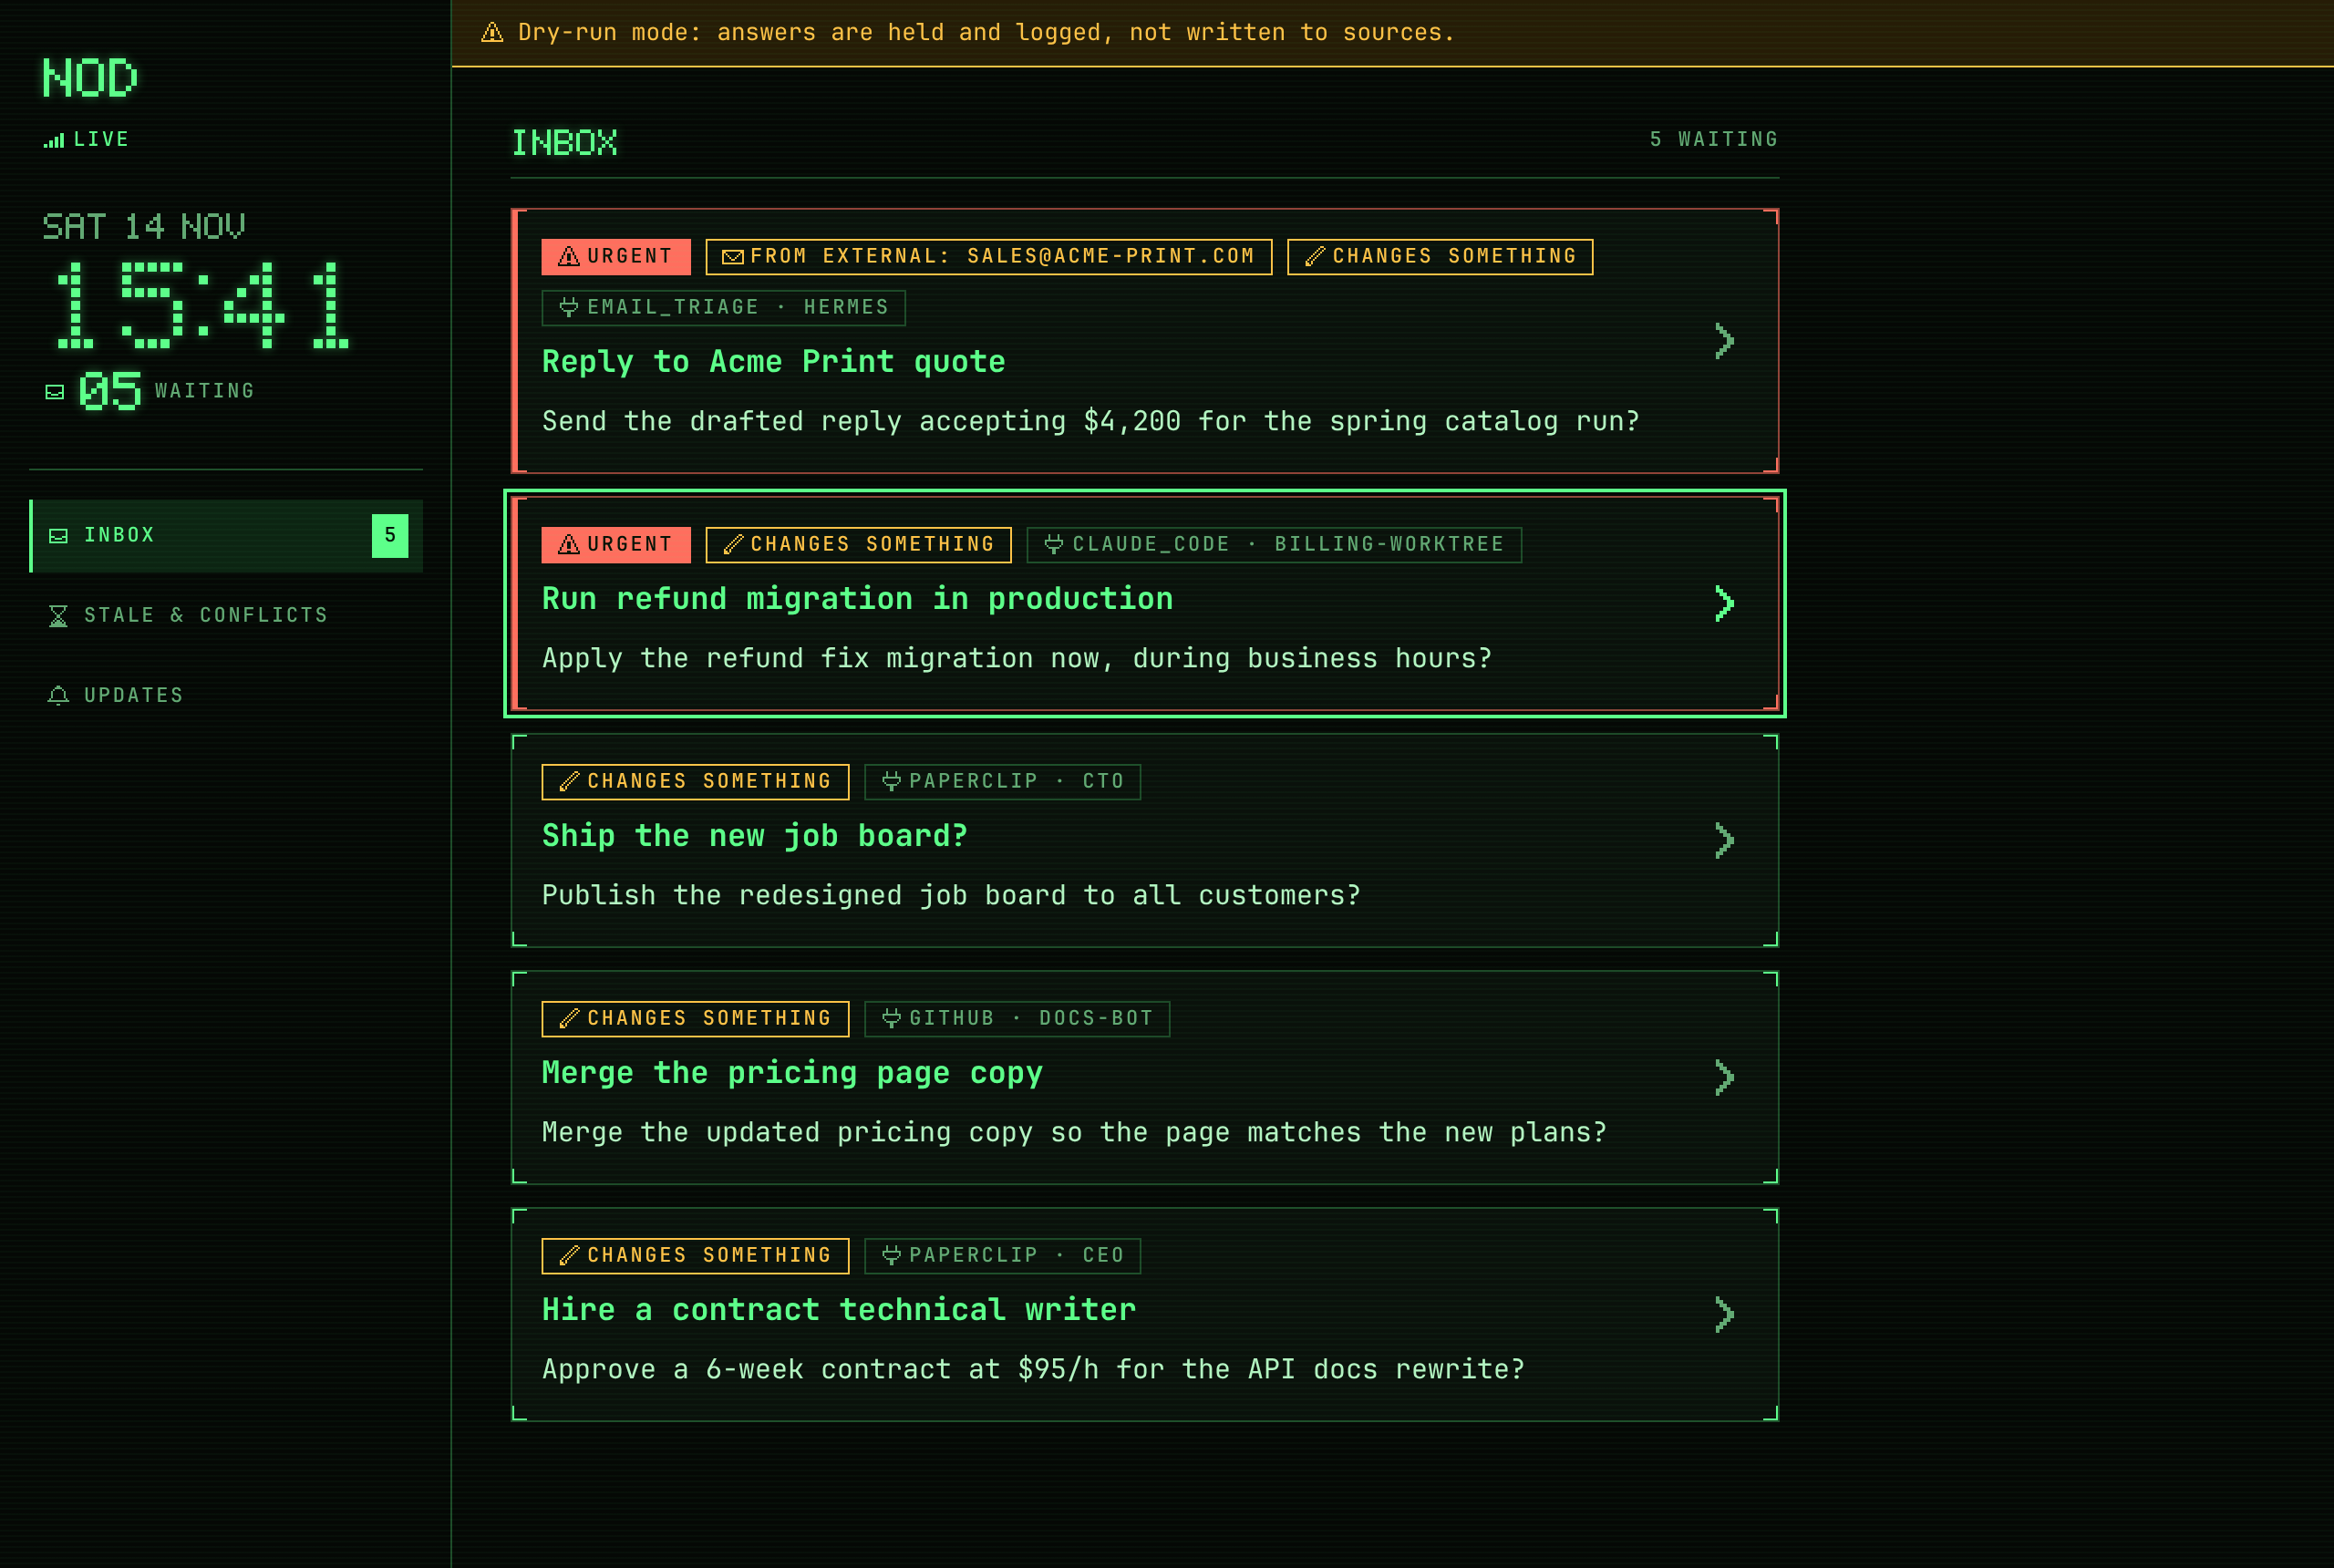 NOD
LIVE
SAT 14 NOV
15:41
05 WAITING
INBOX 5
STALE & CONFLICTS
UPDATES
Dry-run mode: answers are held and logged, not written to sources.
INBOX
5 WAITING
URGENT
FROM EXTERNAL: SALES@ACME-PRINT.COM
CHANGES SOMETHING
EMAIL_TRIAGE · HERMES
Reply to Acme Print quote
Send the drafted reply accepting $4,200 for the spring catalog run?
URGENT
CHANGES SOMETHING
CLAUDE_CODE · BILLING-WORKTREE
Run refund migration in production
Apply the refund fix migration now, during business hours?
CHANGES SOMETHING
PAPERCLIP · CTO
Ship the new job board?
Publish the redesigned job board to all customers?
CHANGES SOMETHING
GITHUB · DOCS-BOT
Merge the pricing page copy
Merge the updated pricing copy so the page matches the new plans?
CHANGES SOMETHING
PAPERCLIP · CEO
Hire a contract technical writer
Approve a 6-week contract at $95/h for the API docs rewrite?